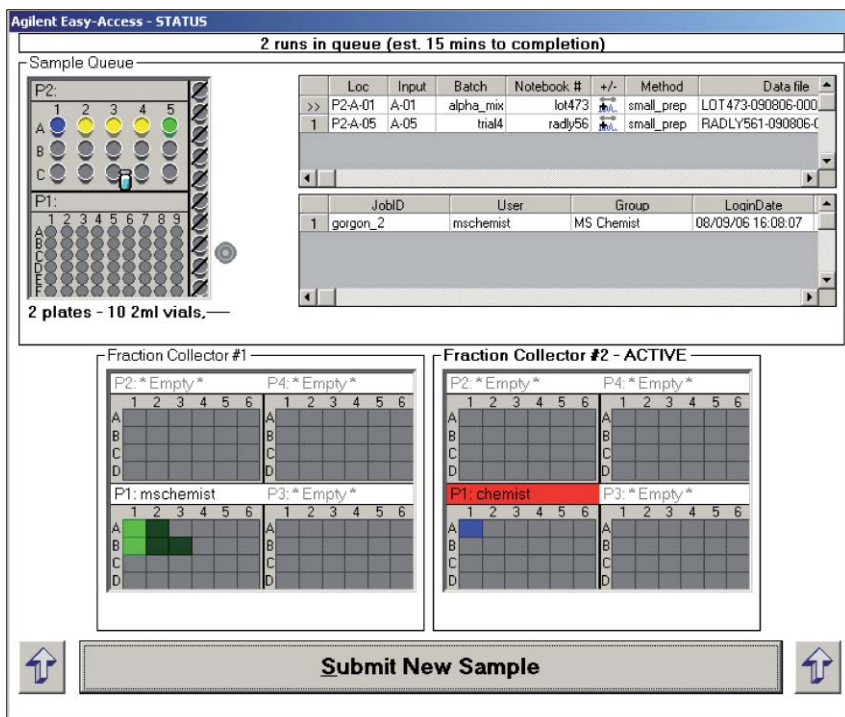 Agilent Easy-Access - STATUS
2 runs in queue (est. 15 mins to completion)
Sample Queue
P2:
1 2 3 4 5
A
B
C
P1:
1 2 3 4 5 6 7 8 9
A
B
C
D
E
F
2 plates - 10 2ml vials,
Loc Input Batch Notebook # +/- Method Data file
>> P2-A-01 A-01 alpha_mix lot473 small_prep LOT473-090806-000
1 P2-A-05 A-05 trial4 radly56 small_prep RADLY561-090806-0
JobID User Group LoginDate
1 gorgon_2 mschemist MS Chemist 08/09/06 16:08:07
Fraction Collector #1
P2: * Empty * P4: * Empty *
1 2 3 4 5 6 1 2 3 4 5 6
A A
B B
C C
D D
P1: mschemist P3: * Empty *
1 2 3 4 5 6 1 2 3 4 5 6
A A
B B
C C
D D
Fraction Collector #2 - ACTIVE
P2: * Empty * P4: * Empty *
1 2 3 4 5 6 1 2 3 4 5 6
A A
B B
C C
D D
P1: chemist P3: * Empty *
1 2 3 4 5 6 1 2 3 4 5 6
A A
B B
C C
D D
Submit New Sample